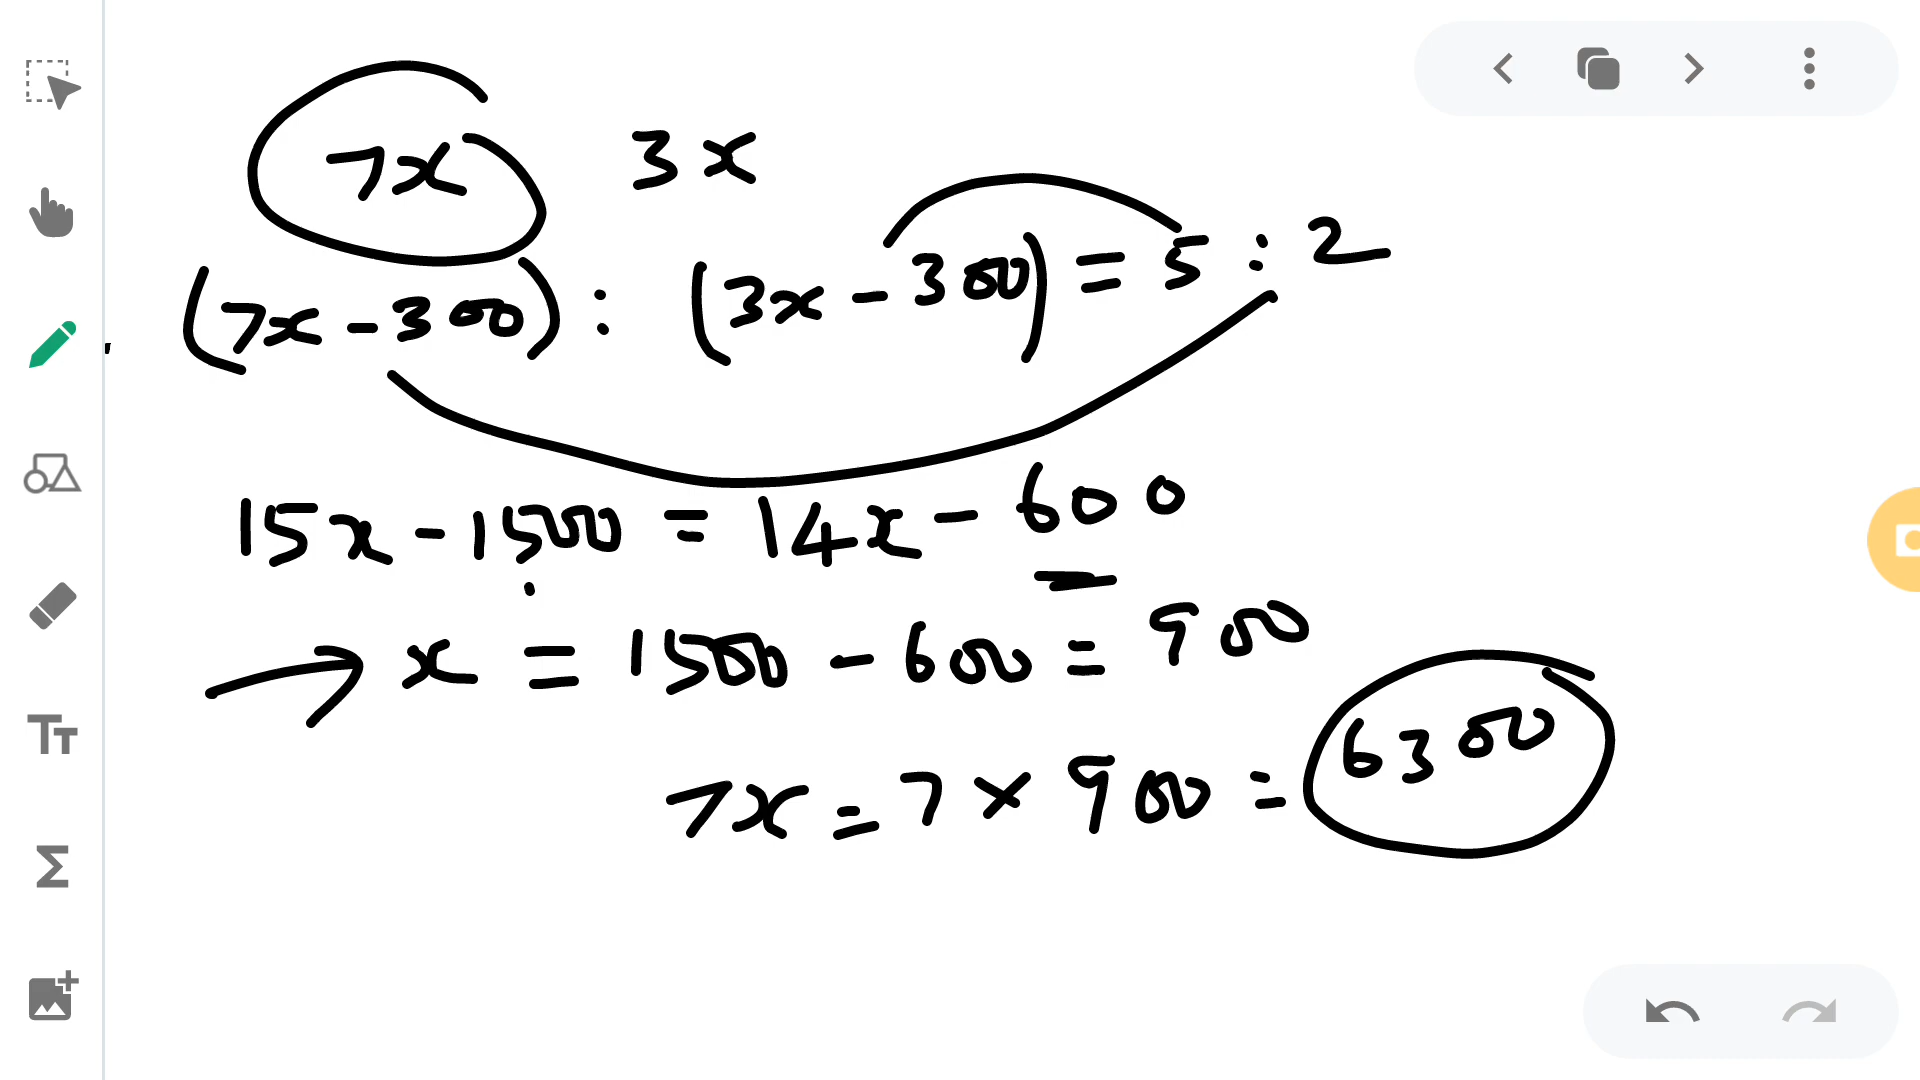 7x 3x
(7x - 300) : (3x - 300) = 5 : 2
15x - 1500 = 14x - 600
→ x = 1500 - 600 = 900
7x = 7 × 900 = 6300
Tт
Σ